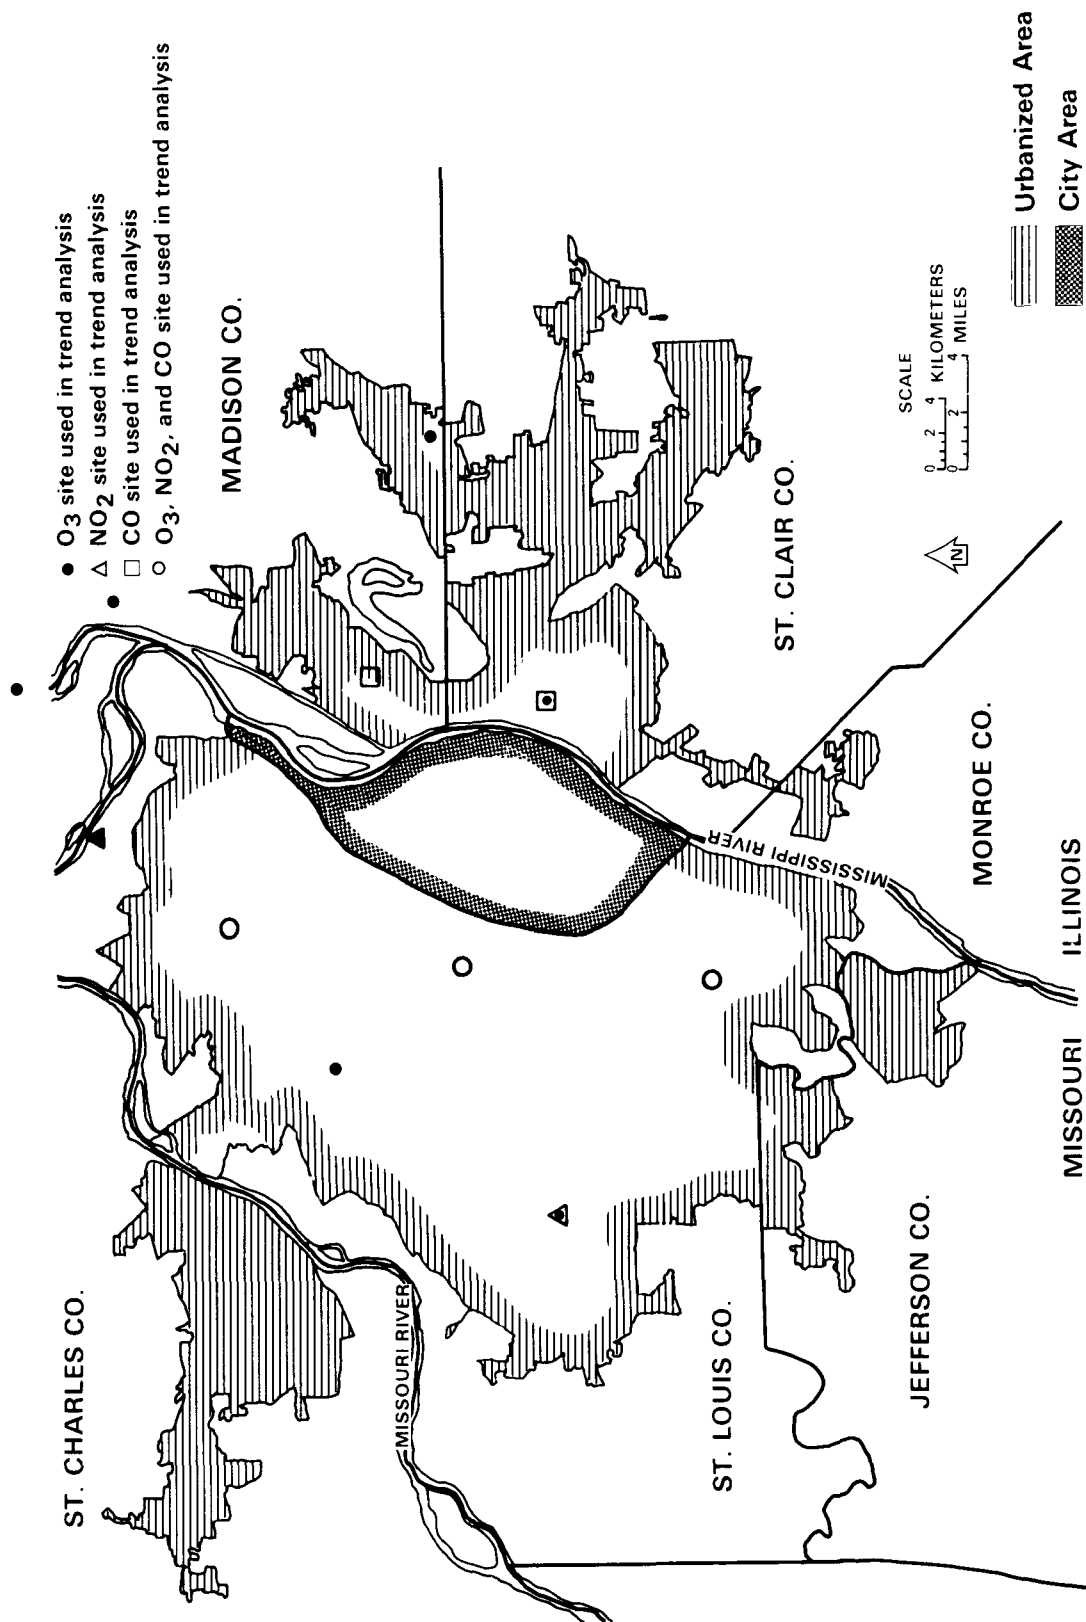 ● O3 site used in trend analysis
△ NO2 site used in trend analysis
□ CO site used in trend analysis
○ O3, NO2, and CO site used in trend analysis
ST. CHARLES CO.
MADISON CO.
MISSOURI RIVER
ST. LOUIS CO.
MISSISSIPPI RIVER
ST. CLAIR CO.
JEFFERSON CO.
MONROE CO.
SCALE
0 2 4 KILOMETERS
0 2 4 MILES
N
MISSOURI
ILLINOIS
Urbanized Area
City Area